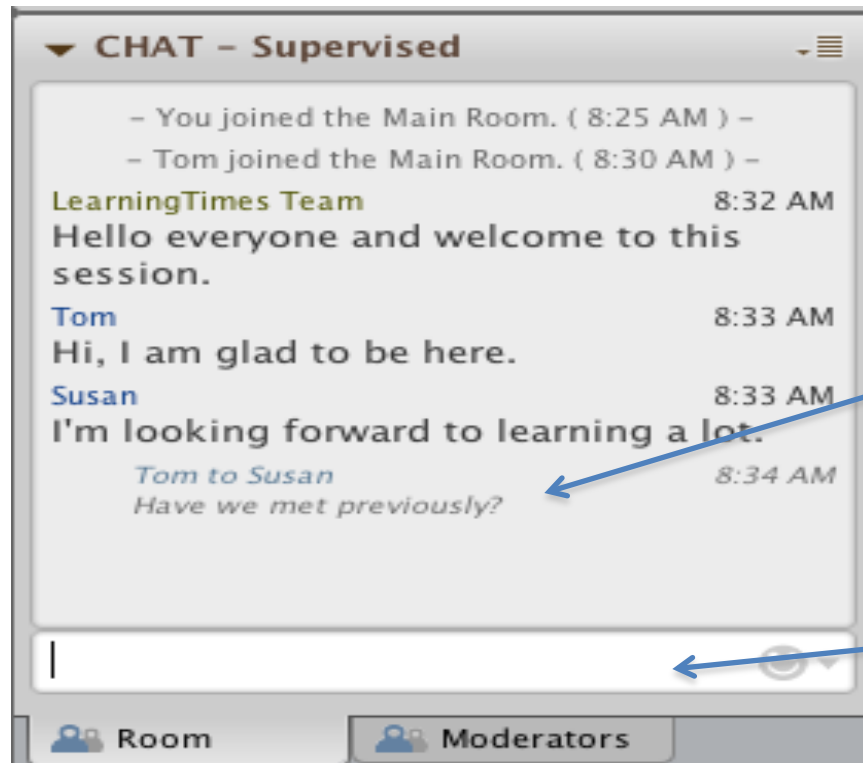 CHAT – Supervised
– You joined the Main Room. ( 8:25 AM ) –
– Tom joined the Main Room. ( 8:30 AM ) –
LearningTimes Team 8:32 AM
Hello everyone and welcome to this
session.
Tom 8:33 AM
Hi, I am glad to be here.
Susan 8:33 AM
I'm looking forward to learning a lot.
Tom to Susan 8:34 AM
Have we met previously?
Room Moderators